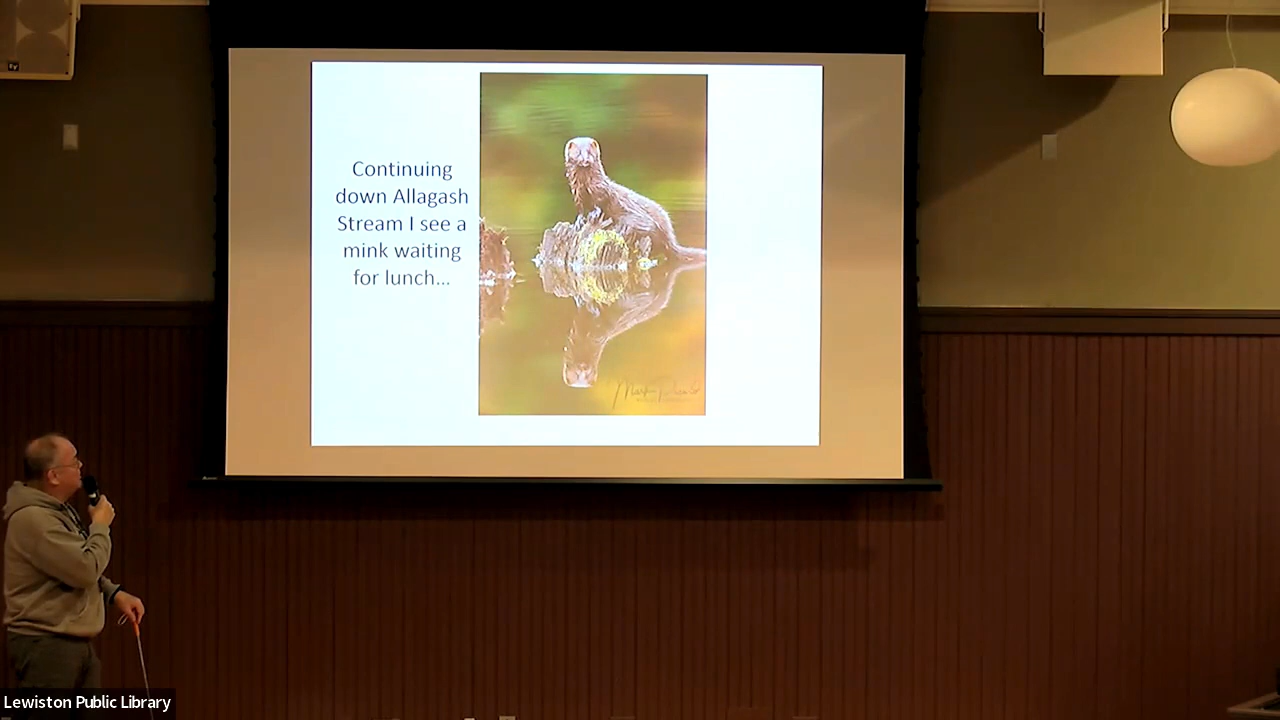 Continuing
down Allagash
Stream I see a
mink waiting
for lunch...
Lewiston Public Library